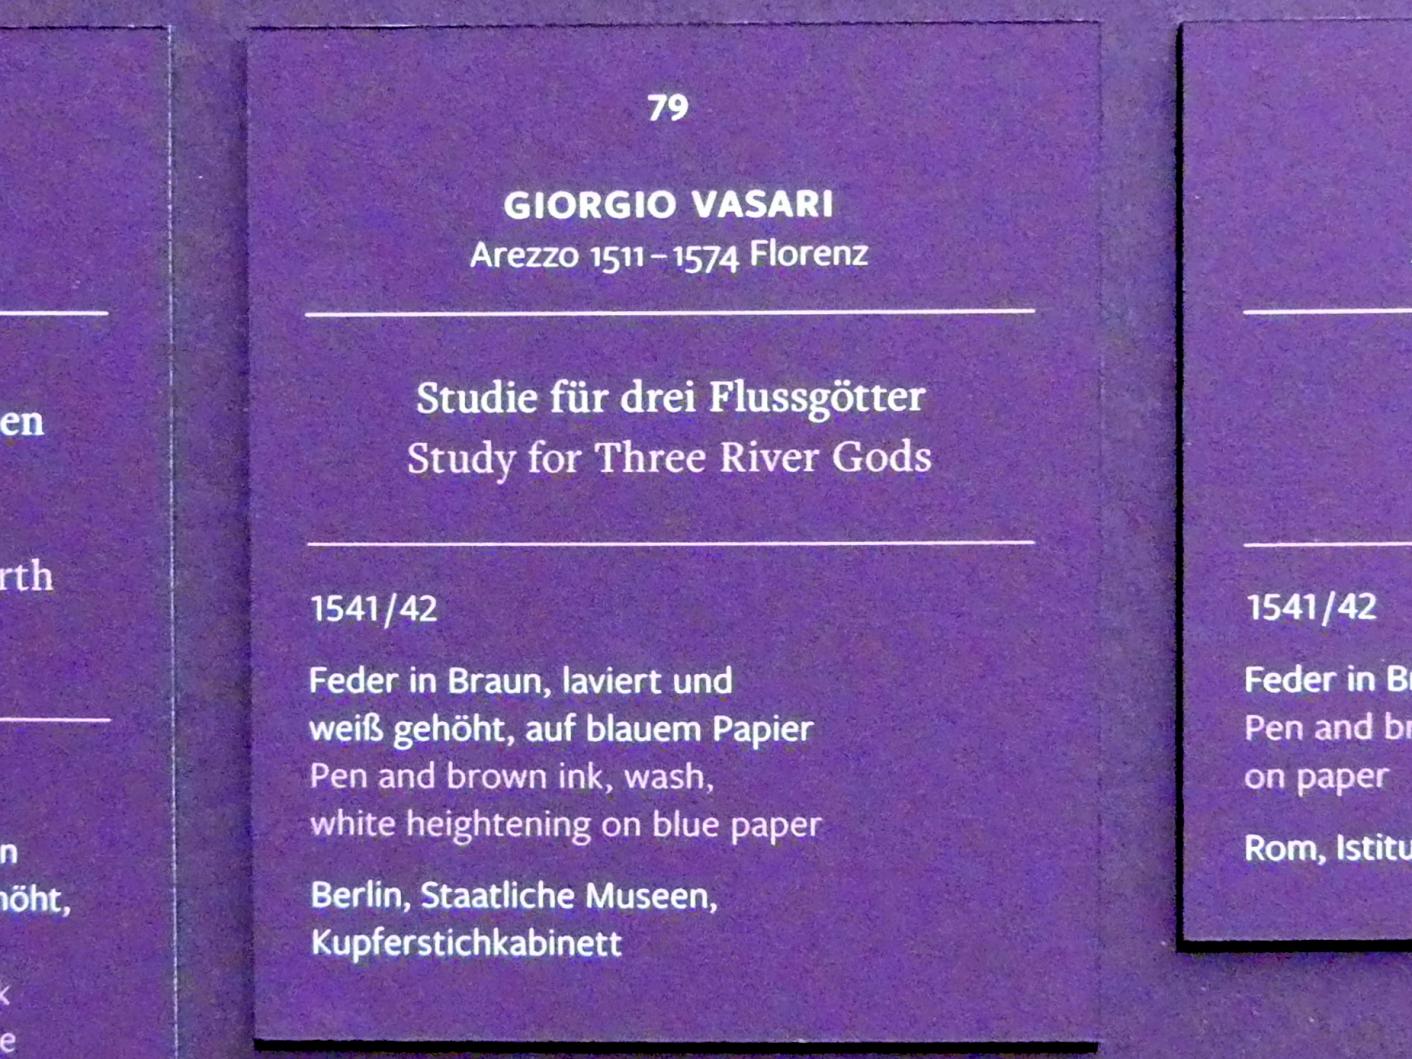 79
GIORGIO VASARI
Arezzo 1511–1574 Florenz
Studie für drei Flussgötter
Study for Three River Gods
1541/42
Feder in Braun, laviert und
weiß gehöht, auf blauem Papier
Pen and brown ink, wash,
white heightening on blue paper
Berlin, Staatliche Museen,
Kupferstichkabinett
en
rth
n
höht,
k
e
1541/42
Feder in Br
Pen and br
on paper
Rom, Istitu